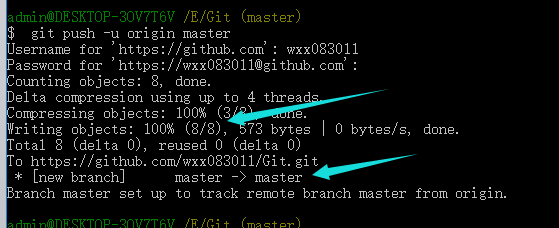 admin@DESKTOP-3OV7T6V /E/Git (master)
$ git push -u origin master
Username for 'https://github.com': wxx083011
Password for 'https://wxx083011@github.com':
Counting objects: 8, done.
Delta compression using up to 4 threads.
Compressing objects: 100% (3/3), done.
Writing objects: 100% (8/8), 573 bytes | 0 bytes/s, done.
Total 8 (delta 0), reused 0 (delta 0)
To https://github.com/wxx083011/Git.git
 * [new branch] master -> master
Branch master set up to track remote branch master from origin.
admin@DESKTOP-3OV7T6V /E/Git (master)